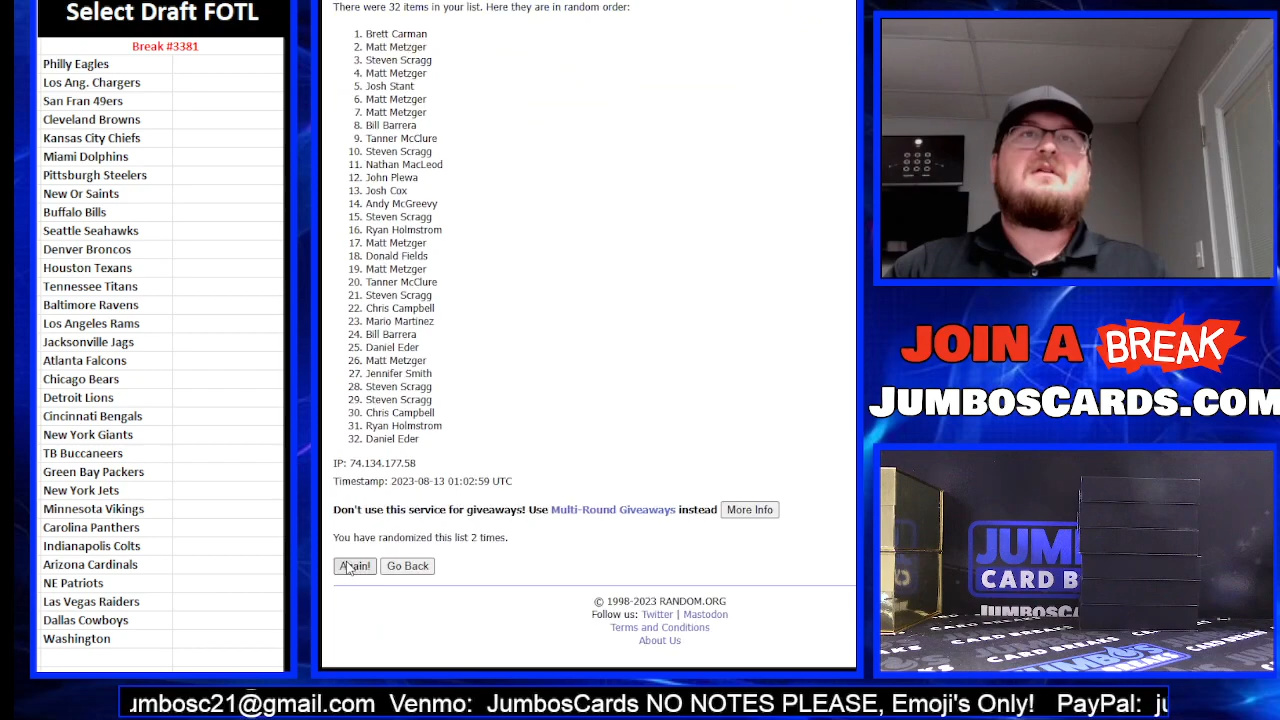 Select Draft FOTL
Break #3381
Philly Eagles
Los Ang. Chargers
San Fran 49ers
Cleveland Browns
Kansas City Chiefs
Miami Dolphins
Pittsburgh Steelers
New Or Saints
Buffalo Bills
Seattle Seahawks
Denver Broncos
Houston Texans
Tennessee Titans
Baltimore Ravens
Los Angeles Rams
Jacksonville Jags
Atlanta Falcons
Chicago Bears
Detroit Lions
Cincinnati Bengals
New York Giants
TB Buccaneers
Green Bay Packers
New York Jets
Minnesota Vikings
Carolina Panthers
Indianapolis Colts
Arizona Cardinals
NE Patriots
Las Vegas Raiders
Dallas Cowboys
Washington
There were 32 items in your list. Here they are in random order:
1. Brett Carman
2. Matt Metzger
3. Steven Scragg
4. Matt Metzger
5. Josh Stant
6. Matt Metzger
7. Matt Metzger
8. Bill Barrera
9. Tanner McClure
10. Steven Scragg
11. Nathan MacLeod
12. John Plewa
13. Josh Cox
14. Andy McGreevy
15. Steven Scragg
16. Ryan Holmstrom
17. Matt Metzger
18. Donald Fields
19. Matt Metzger
20. Tanner McClure
21. Steven Scragg
22. Chris Campbell
23. Mario Martinez
24. Bill Barrera
25. Daniel Eder
26. Matt Metzger
27. Jennifer Smith
28. Steven Scragg
29. Steven Scragg
30. Chris Campbell
31. Ryan Holmstrom
32. Daniel Eder
IP: 74.134.177.58
Timestamp: 2023-08-13 01:02:59 UTC
Don't use this service for giveaways! Use Multi-Round Giveaways instead More Info
You have randomized this list 2 times.
Again! Go Back
© 1998-2023 RANDOM.ORG
Follow us: Twitter | Mastodon
Terms and Conditions
About Us
JOIN A BREAK
JUMBOSCARDS.COM
CARD B
umbosc21@gmail.com Venmo: JumbosCards NO NOTES PLEASE, Emoji's Only! PayPal: ju